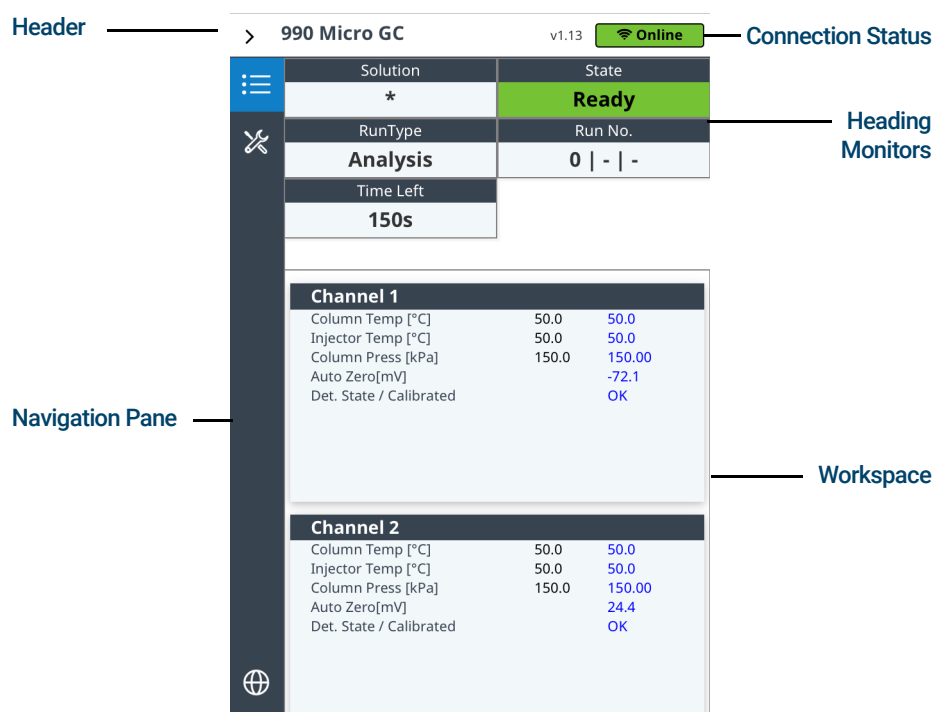 Header
990 Micro GC v1.13 Online
Connection Status
Solution State
* Ready
Heading
Monitors
RunType Run No.
Analysis 0 | - | -
Time Left
150s
Channel 1
Column Temp [°C] 50.0 50.0
Injector Temp [°C] 50.0 50.0
Column Press [kPa] 150.0 150.00
Auto Zero[mV] -72.1
Det. State / Calibrated OK
Navigation Pane
Workspace
Channel 2
Column Temp [°C] 50.0 50.0
Injector Temp [°C] 50.0 50.0
Column Press [kPa] 150.0 150.00
Auto Zero[mV] 24.4
Det. State / Calibrated OK